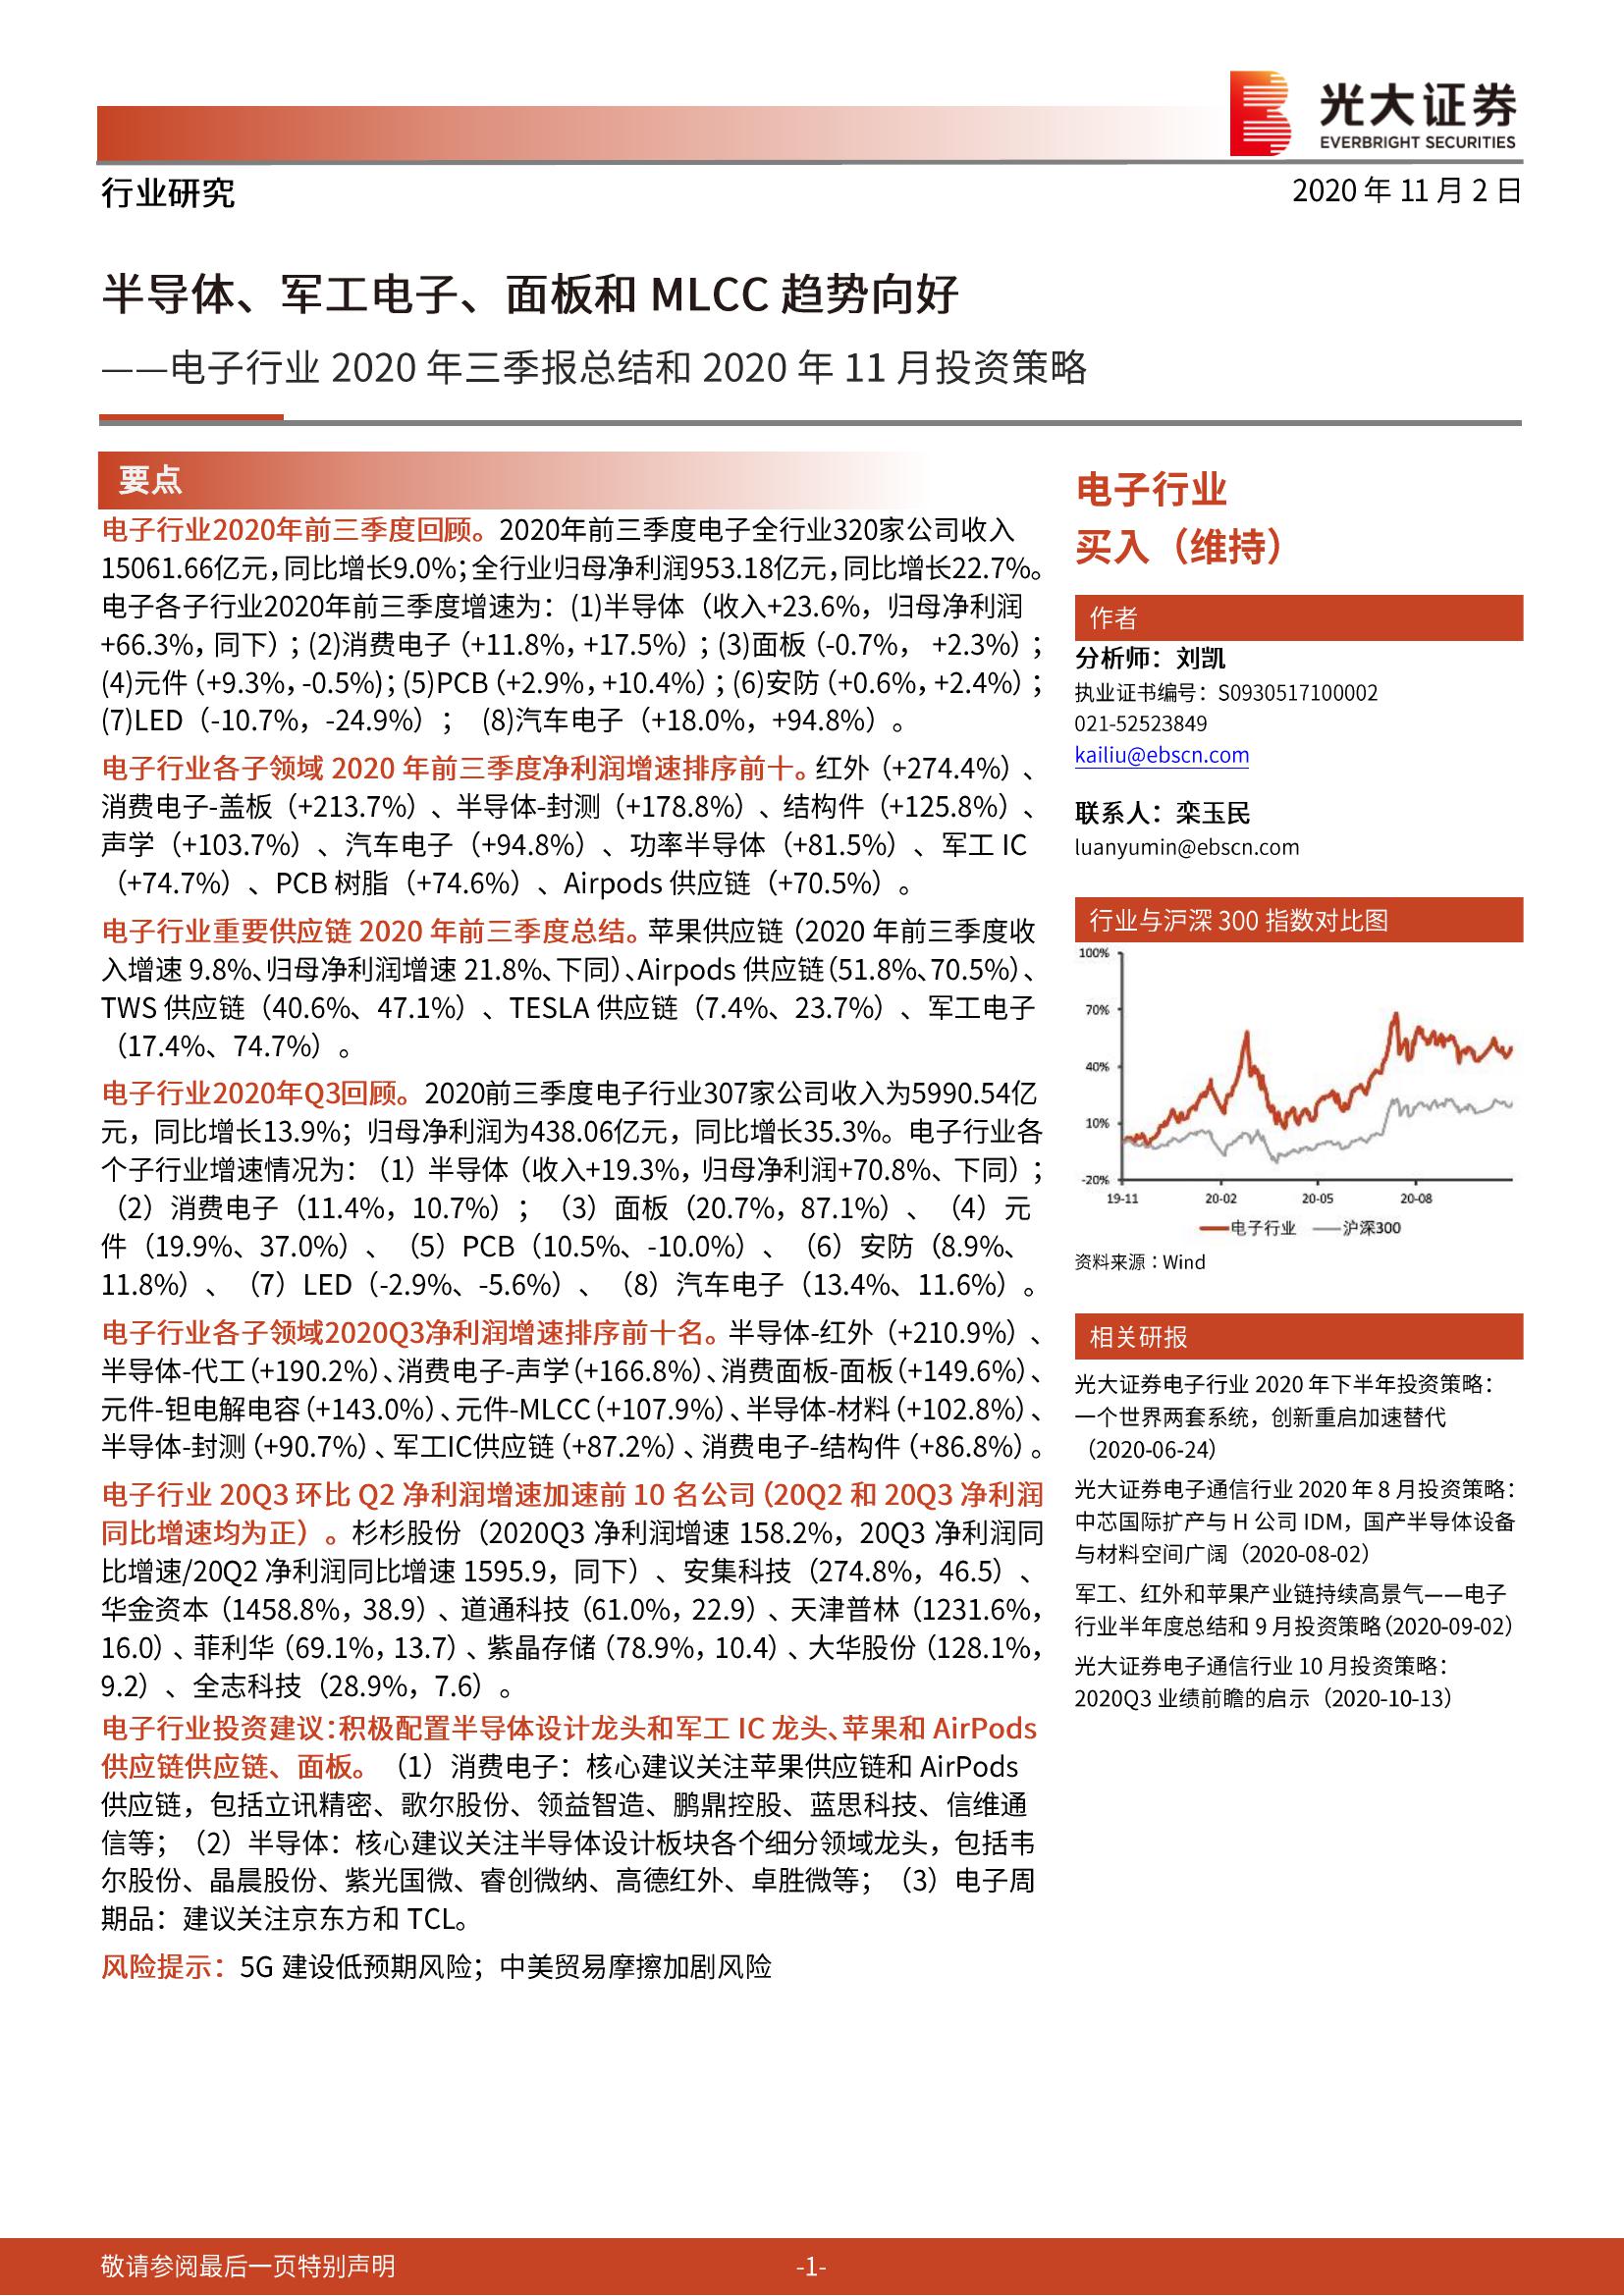 光大证券
EVERBRIGHT SECURITIES
行业研究
2020 年 11 月 2 日
半导体、军工电子、面板和 MLCC 趋势向好
——电子行业 2020 年三季报总结和 2020 年 11 月投资策略
要点
电子行业2020年前三季度回顾。2020年前三季度电子全行业320家公司收入
15061.66亿元，同比增长9.0%；全行业归母净利润953.18亿元，同比增长22.7%。
电子各子行业2020年前三季度增速为：(1)半导体（收入+23.6%，归母净利润
+66.3%，同下）；(2)消费电子（+11.8%，+17.5%）；(3)面板（-0.7%， +2.3%）；
(4)元件（+9.3%，-0.5%)；(5)PCB（+2.9%，+10.4%）；(6)安防（+0.6%，+2.4%）；
(7)LED（-10.7%，-24.9%）； (8)汽车电子（+18.0%，+94.8%）。
电子行业各子领域 2020 年前三季度净利润增速排序前十。红外（+274.4%）、
消费电子-盖板（+213.7%）、半导体-封测（+178.8%）、结构件（+125.8%）、
声学（+103.7%）、汽车电子（+94.8%）、功率半导体（+81.5%）、军工 IC
（+74.7%）、PCB 树脂（+74.6%）、Airpods 供应链（+70.5%）。
电子行业重要供应链 2020 年前三季度总结。苹果供应链（2020 年前三季度收
入增速 9.8%、归母净利润增速 21.8%、下同）、Airpods 供应链（51.8%、70.5%）、
TWS 供应链（40.6%、47.1%）、TESLA 供应链（7.4%、23.7%）、军工电子
（17.4%、74.7%）。
电子行业2020年Q3回顾。2020前三季度电子行业307家公司收入为5990.54亿
元，同比增长13.9%；归母净利润为438.06亿元，同比增长35.3%。电子行业各
个子行业增速情况为：（1）半导体（收入+19.3%，归母净利润+70.8%、下同）；
（2）消费电子（11.4%，10.7%）；（3）面板（20.7%，87.1%）、（4）元
件（19.9%、37.0%）、（5）PCB（10.5%、-10.0%）、（6）安防（8.9%、
11.8%）、（7）LED（-2.9%、-5.6%）、（8）汽车电子（13.4%、11.6%）。
电子行业各子领域2020Q3净利润增速排序前十名。半导体-红外（+210.9%）、
半导体-代工（+190.2%）、消费电子-声学（+166.8%）、消费面板-面板（+149.6%）、
元件-钽电解电容（+143.0%）、元件-MLCC（+107.9%）、半导体-材料（+102.8%）、
半导体-封测（+90.7%）、军工IC供应链（+87.2%）、消费电子-结构件（+86.8%）。
电子行业 20Q3 环比 Q2 净利润增速加速前 10 名公司（20Q2 和 20Q3 净利润
同比增速均为正）。杉杉股份（2020Q3 净利润增速 158.2%，20Q3 净利润同
比增速/20Q2 净利润同比增速 1595.9，同下）、安集科技（274.8%，46.5）、
华金资本（1458.8%，38.9）、道通科技（61.0%，22.9）、天津普林（1231.6%，
16.0）、菲利华（69.1%，13.7）、紫晶存储（78.9%，10.4）、大华股份（128.1%，
9.2）、全志科技（28.9%，7.6）。
电子行业投资建议：积极配置半导体设计龙头和军工 IC 龙头、苹果和 AirPods
供应链供应链、面板。（1）消费电子：核心建议关注苹果供应链和 AirPods
供应链，包括立讯精密、歌尔股份、领益智造、鹏鼎控股、蓝思科技、信维通
信等；（2）半导体：核心建议关注半导体设计板块各个细分领域龙头，包括韦
尔股份、晶晨股份、紫光国微、睿创微纳、高德红外、卓胜微等；（3）电子周
期品：建议关注京东方和 TCL。
风险提示：5G 建设低预期风险；中美贸易摩擦加剧风险
电子行业
买入（维持）
作者
分析师：刘凯
执业证书编号：S0930517100002
021-52523849
kailiu@ebscn.com
联系人：栾玉民
luanyumin@ebscn.com
行业与沪深 300 指数对比图
100%
70%
40%
10%
-20%
19-11 20-02 20-05 20-08
电子行业 沪深300
资料来源：Wind
相关研报
光大证券电子行业 2020 年下半年投资策略：
一个世界两套系统，创新重启加速替代
（2020-06-24）
光大证券电子通信行业 2020 年 8 月投资策略：
中芯国际扩产与 H 公司 IDM，国产半导体设备
与材料空间广阔（2020-08-02）
军工、红外和苹果产业链持续高景气——电子
行业半年度总结和 9 月投资策略（2020-09-02）
光大证券电子通信行业 10 月投资策略：
2020Q3 业绩前瞻的启示（2020-10-13）
敬请参阅最后一页特别声明
-1-